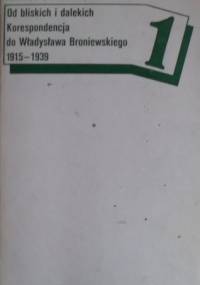 Od bliskich i dalekich
Korespondencja
do Władysława Broniewskiego
1915—1939
1